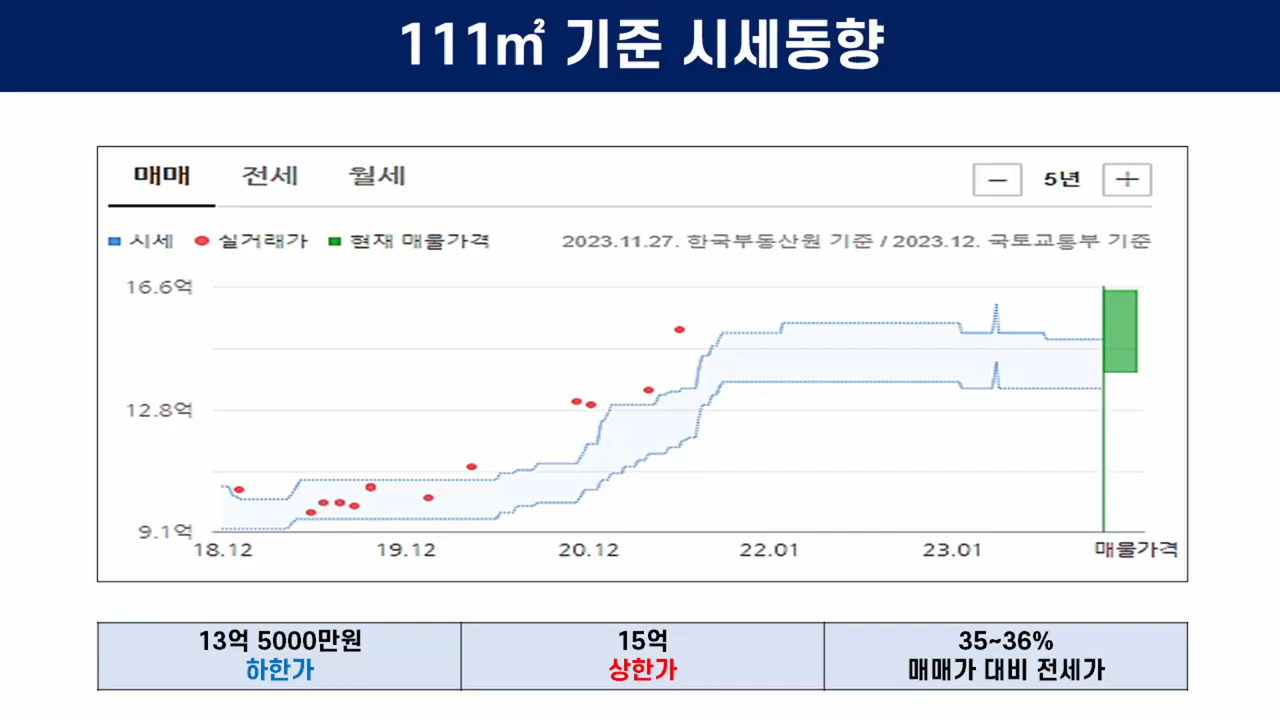 111㎡ 기준 시세동향
매매 전세 월세
5년
시세 실거래가 현재 매물가격
2023.11.27. 한국부동산원 기준 / 2023.12. 국토교통부 기준
16.6억
12.8억
9.1억
18.12 19.12 20.12 22.01 23.01 매물가격
13억 5000만원
하한가
15억
상한가
35~36%
매매가 대비 전세가